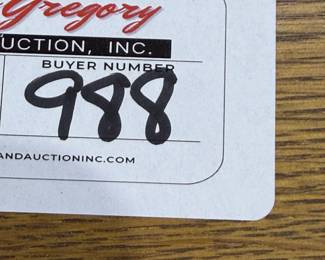 Gregory
UCTION, INC.
BUYER NUMBER
988
ANDAUCTIONINC.COM